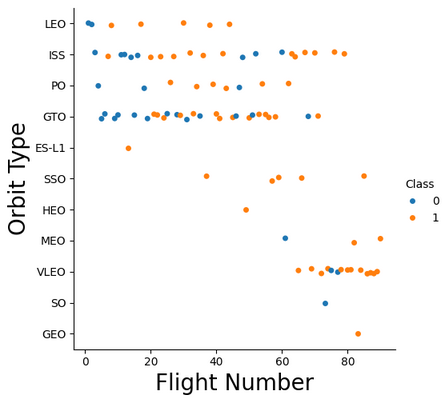 LEO
ISS
PO
GTO
ES-L1
SSO
HEO
MEO
VLEO
SO
GEO
Orbit Type
0 20 40 60 80
Flight Number
Class
0
1